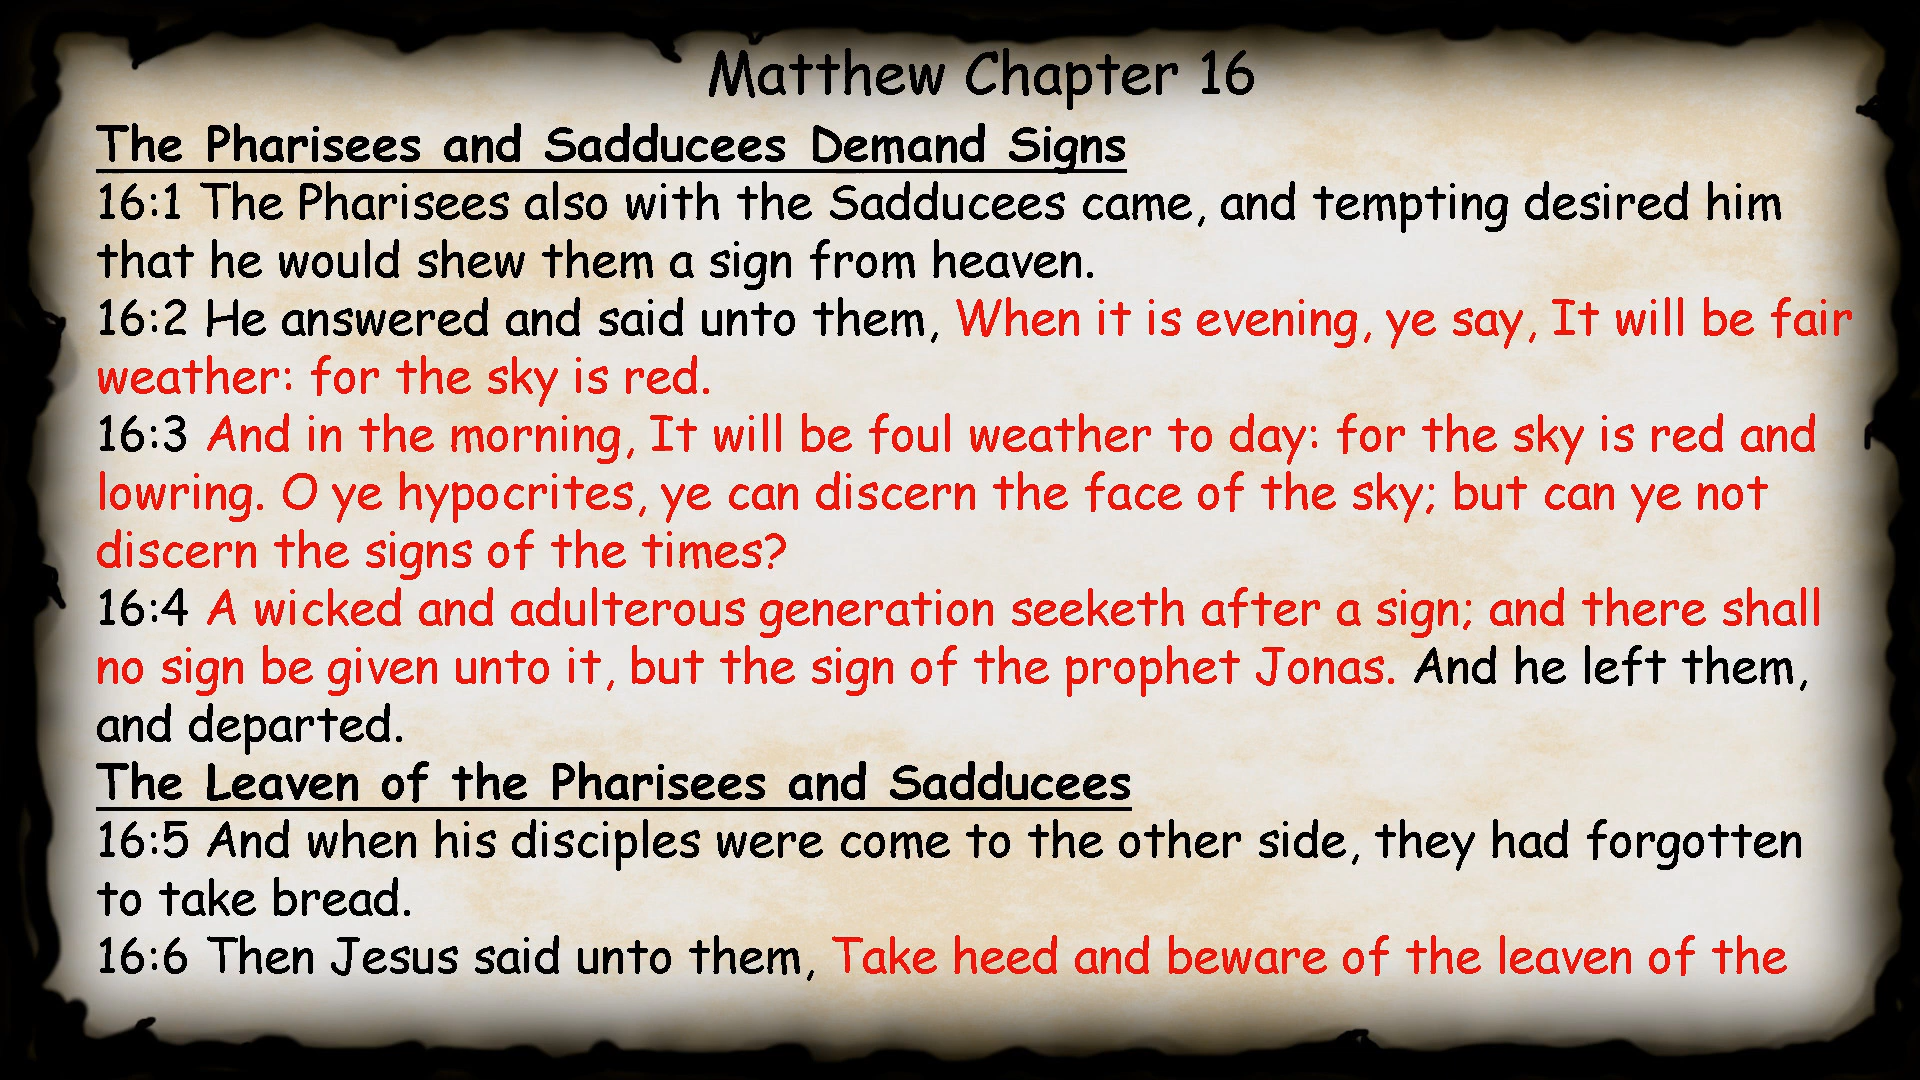 Matthew Chapter 16
The Pharisees and Sadducees Demand Signs
16:1 The Pharisees also with the Sadducees came, and tempting desired him
that he would shew them a sign from heaven.
16:2 He answered and said unto them, When it is evening, ye say, It will be fair
weather: for the sky is red.
16:3 And in the morning, It will be foul weather to day: for the sky is red and
lowring. O ye hypocrites, ye can discern the face of the sky; but can ye not
discern the signs of the times?
16:4 A wicked and adulterous generation seeketh after a sign; and there shall
no sign be given unto it, but the sign of the prophet Jonas. And he left them,
and departed.
The Leaven of the Pharisees and Sadducees
16:5 And when his disciples were come to the other side, they had forgotten
to take bread.
16:6 Then Jesus said unto them, Take heed and beware of the leaven of the